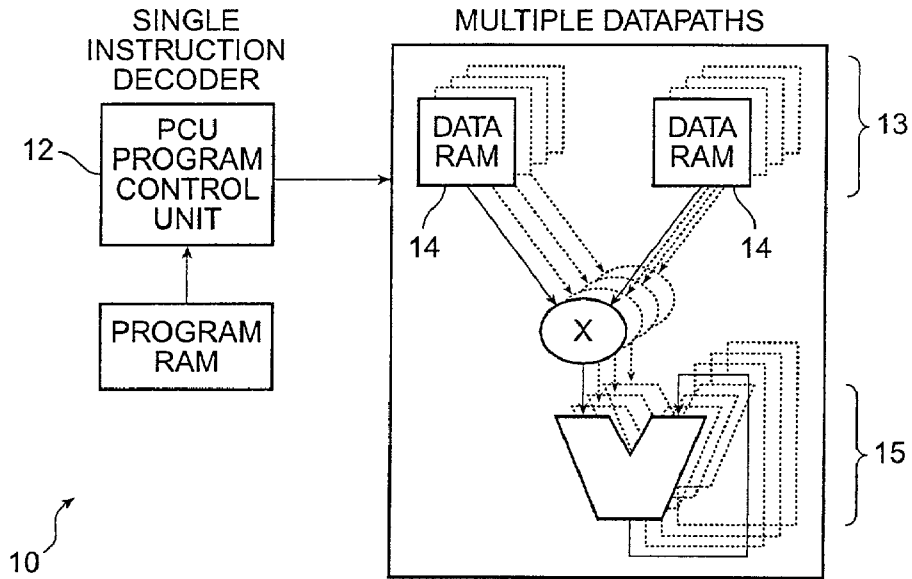 SINGLE
INSTRUCTION
DECODER
MULTIPLE DATAPATHS
12
PCU
PROGRAM
CONTROL
UNIT
PROGRAM
RAM
DATA
RAM
DATA
RAM
13
14
14
X
15
10